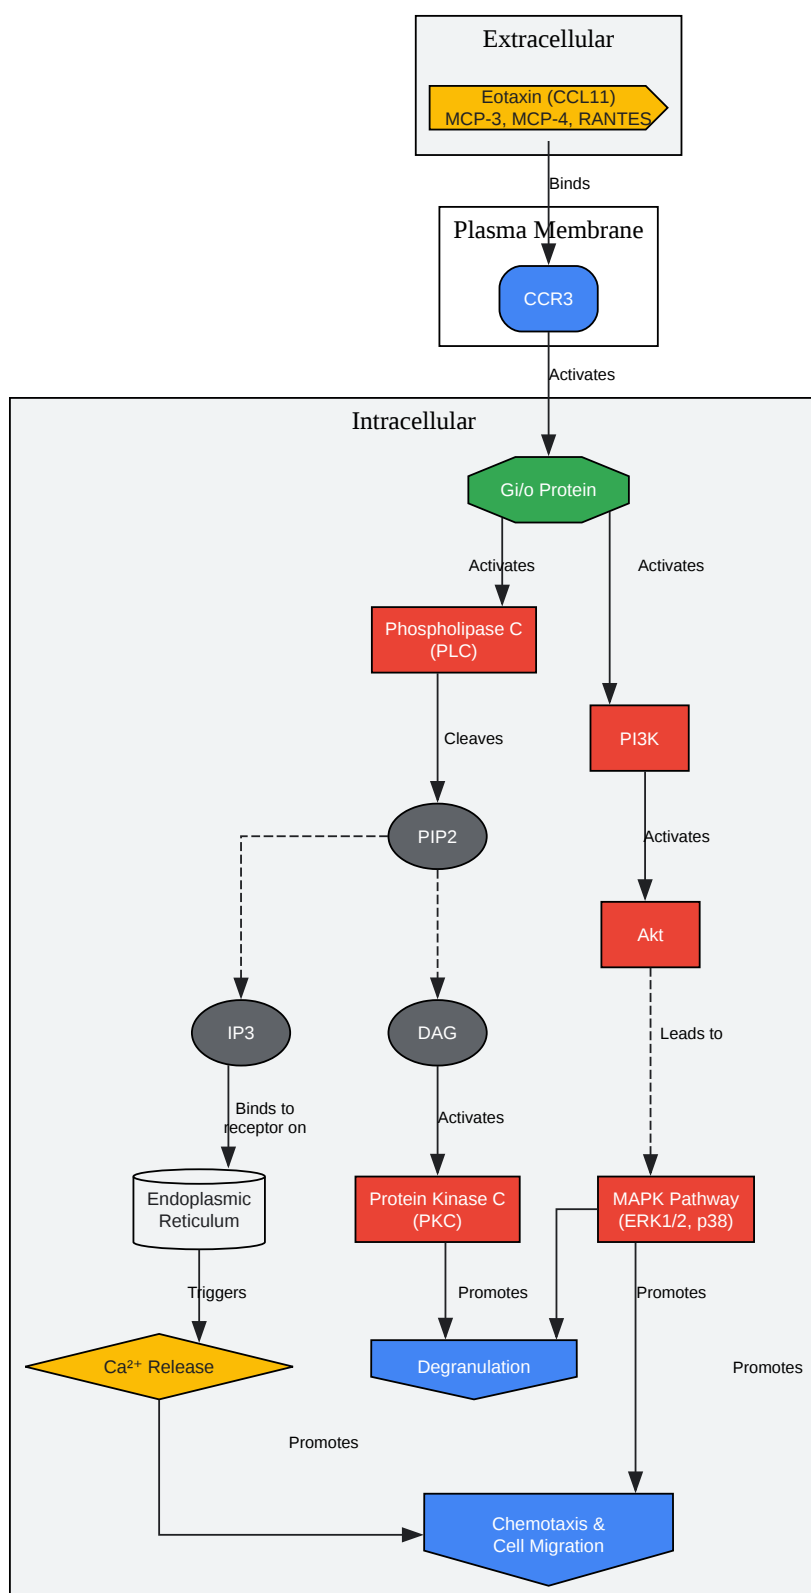 Extracellular
Eotaxin (CCL11)
MCP-3, MCP-4, RANTES
Binds
Plasma Membrane
CCR3
Activates
Intracellular
Gi/o Protein
Activates
Activates
Phospholipase C
(PLC)
Cleaves
PI3K
PIP2
Activates
Akt
IP3
DAG
Leads to
Binds to
receptor on
Activates
Endoplasmic
Reticulum
Protein Kinase C
(PKC)
MAPK Pathway
(ERK1/2, p38)
Triggers
Promotes
Promotes
Ca²⁺ Release
Degranulation
Promotes
Promotes
Chemotaxis &
Cell Migration